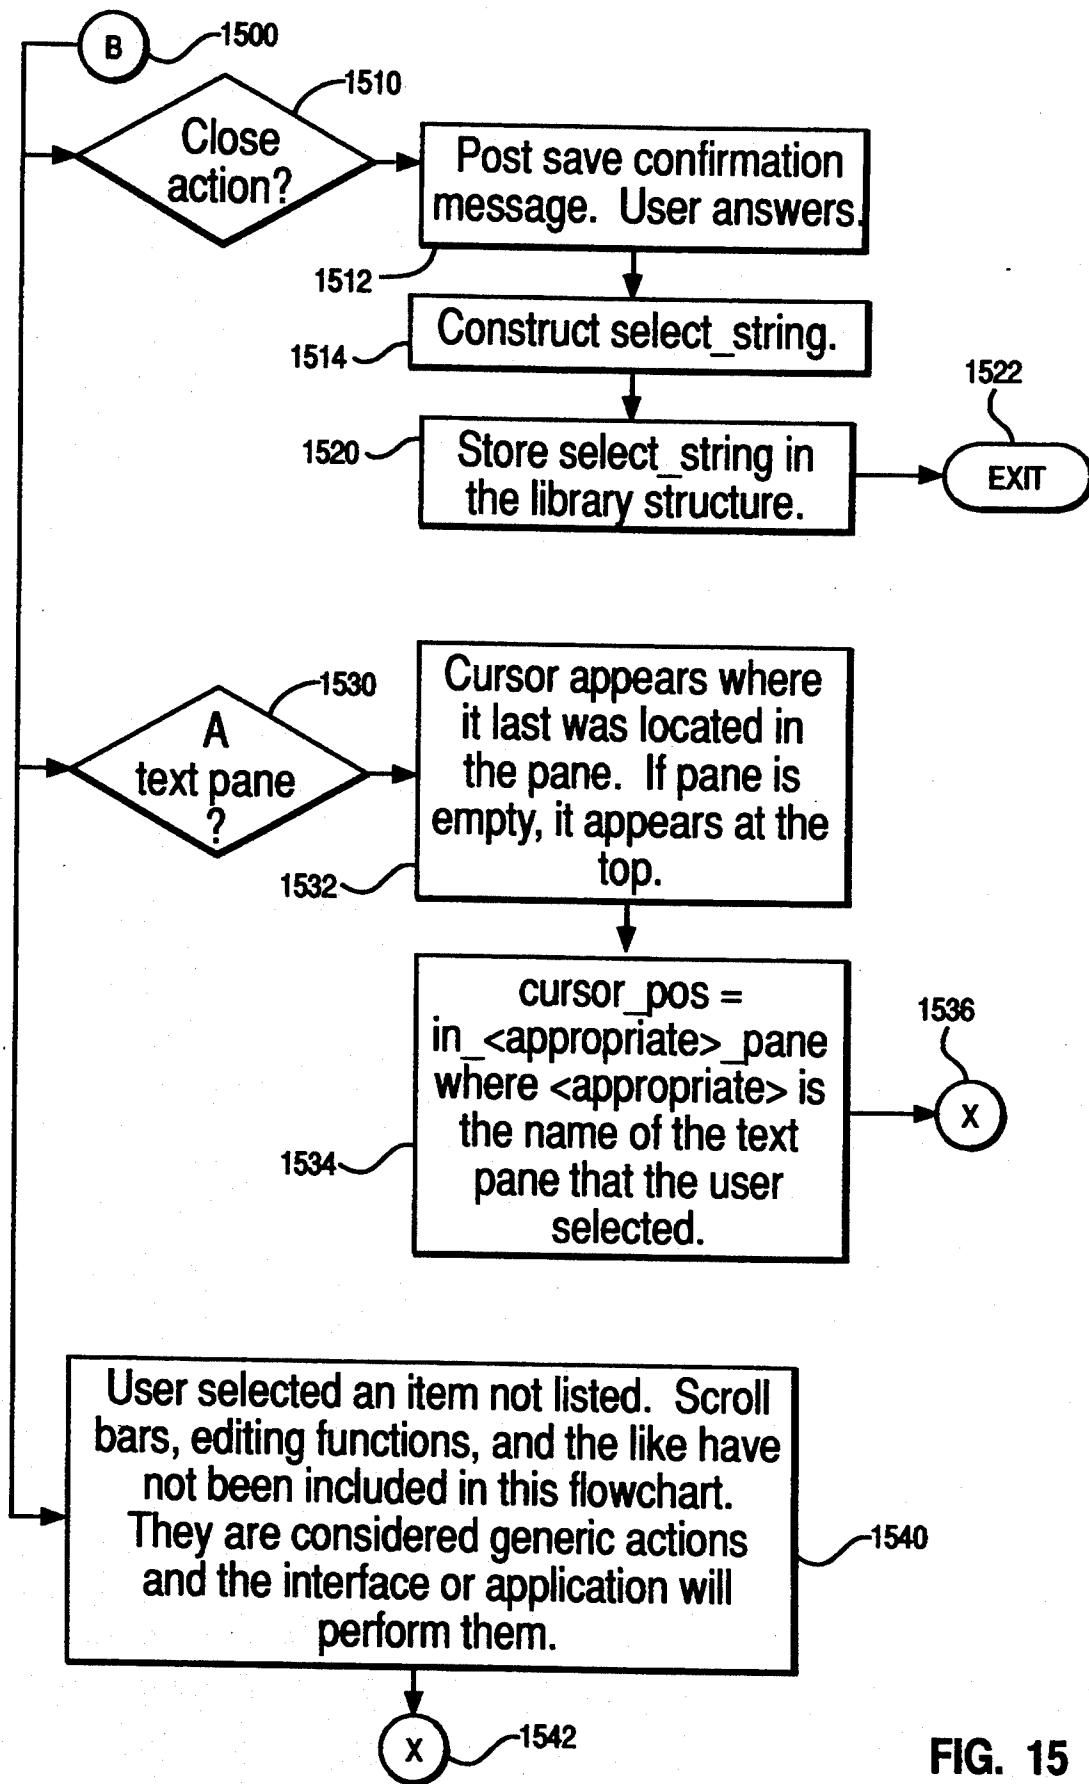 B
1500
1510
Close
action?
Post save confirmation
message. User answers.
1512
Construct select_string.
1514
1522
1520
Store select_string in
the library structure.
EXIT
1530
A
text pane
?
Cursor appears where
it last was located in
the pane. If pane is
empty, it appears at the
top.
1532
cursor_pos =
in_<appropriate>_pane
where <appropriate> is
the name of the text
pane that the user
selected.
1534
1536
X
User selected an item not listed. Scroll
bars, editing functions, and the like have
not been included in this flowchart.
They are considered generic actions
and the interface or application will
perform them.
1540
X
1542
FIG. 15